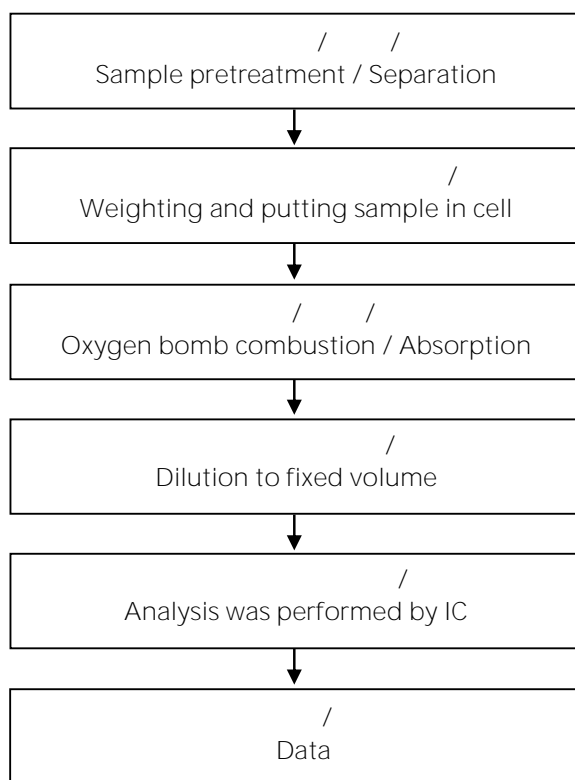 / /
Sample pretreatment / Separation
/
Weighting and putting sample in cell
/ /
Oxygen bomb combustion / Absorption
/
Dilution to fixed volume
/
Analysis was performed by IC
/
Data